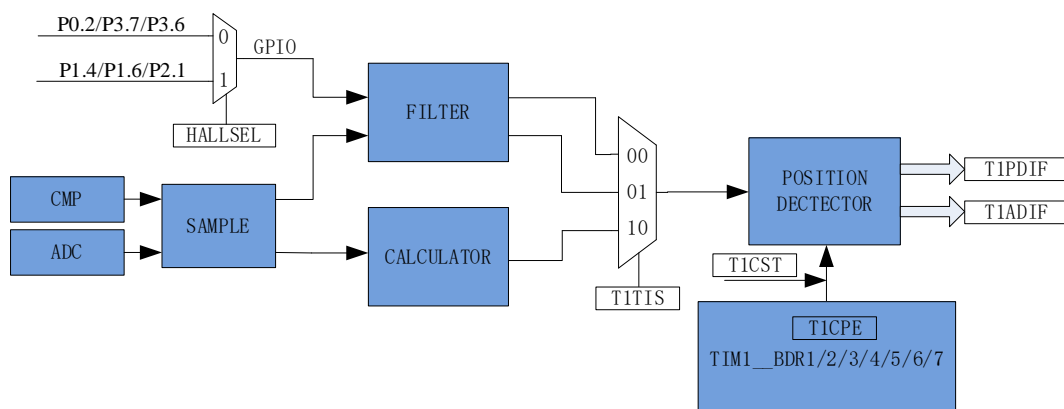 P0.2/P3.7/P3.6
0
GPIO
P1.4/P1.6/P2.1
1
HALLSEL
FILTER
CMP
ADC
SAMPLE
CALCULATOR
00
01
10
T1TIS
POSITION
DECTECTOR
T1PDIF
T1ADIF
T1CST
T1CPE
TIM1__BDR1/2/3/4/5/6/7